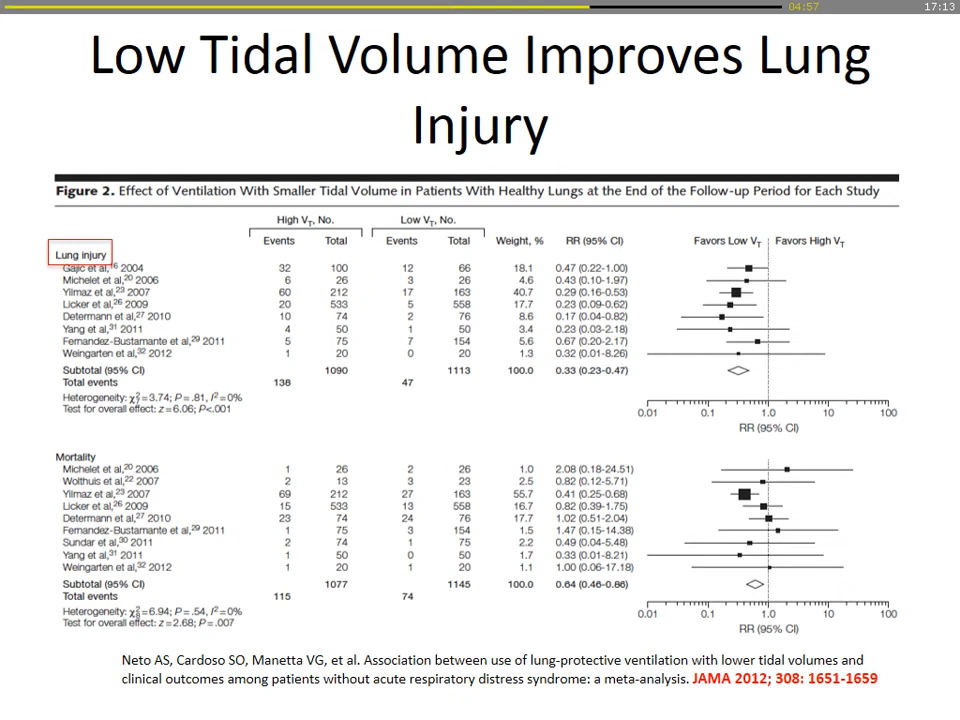 04:57 17:13
Low Tidal Volume Improves Lung
Injury
Figure 2. Effect of Ventilation With Smaller Tidal Volume in Patients With Healthy Lungs at the End of the Follow-up Period for Each Study
High VT, No. Low VT, No.
Events Total Events Total Weight, % RR (95% CI) Favors Low VT Favors High VT
Lung injury
Gajic et al,16 2004 32 100 12 66 18.1 0.47 (0.22-1.00)
Michelet et al,20 2006 6 26 3 26 4.6 0.43 (0.10-1.97)
Yilmaz et al,23 2007 60 212 17 163 40.7 0.29 (0.16-0.53)
Licker et al,26 2009 20 533 5 558 17.7 0.23 (0.09-0.62)
Determann et al,27 2010 10 74 2 76 8.6 0.17 (0.04-0.82)
Yang et al,31 2011 4 50 1 50 3.4 0.23 (0.03-2.18)
Fernandez-Bustamante et al,29 2011 5 75 7 154 5.6 0.67 (0.20-2.17)
Weingarten et al,32 2012 1 20 0 20 1.3 0.32 (0.01-8.26)
Subtotal (95% CI) 1090 1113 100.0 0.33 (0.23-0.47)
Total events 138 47
Heterogeneity: χ²7=3.74; P=.81, I²=0%
Test for overall effect: z=6.06; P<.001
0.01 0.1 1.0 10 100
RR (95% CI)
Mortality
Michelet et al,20 2006 1 26 2 26 1.0 2.08 (0.18-24.51)
Wolthuis et al,22 2007 2 13 3 23 2.5 0.82 (0.12-5.71)
Yilmaz et al,23 2007 69 212 27 163 55.7 0.41 (0.25-0.68)
Licker et al,26 2009 15 533 13 558 16.7 0.82 (0.39-1.75)
Determann et al,27 2010 23 74 24 76 17.7 1.02 (0.51-2.04)
Fernandez-Bustamante et al,29 2011 1 75 3 154 1.5 1.47 (0.15-14.38)
Sundar et al,30 2011 2 74 1 75 2.2 0.49 (0.04-5.48)
Yang et al,31 2011 1 50 0 50 1.7 0.33 (0.01-8.21)
Weingarten et al,32 2012 1 20 1 20 1.1 1.00 (0.06-17.18)
Subtotal (95% CI) 1077 1145 100.0 0.64 (0.46-0.86)
Total events 115 74
Heterogeneity: χ²8=6.94; P=.54, I²=0%
Test for overall effect: z=2.68; P=.007
0.01 0.1 1.0 10 100
RR (95% CI)
Neto AS, Cardoso SO, Manetta VG, et al. Association between use of lung-protective ventilation with lower tidal volumes and
clinical outcomes among patients without acute respiratory distress syndrome: a meta-analysis. JAMA 2012; 308: 1651-1659